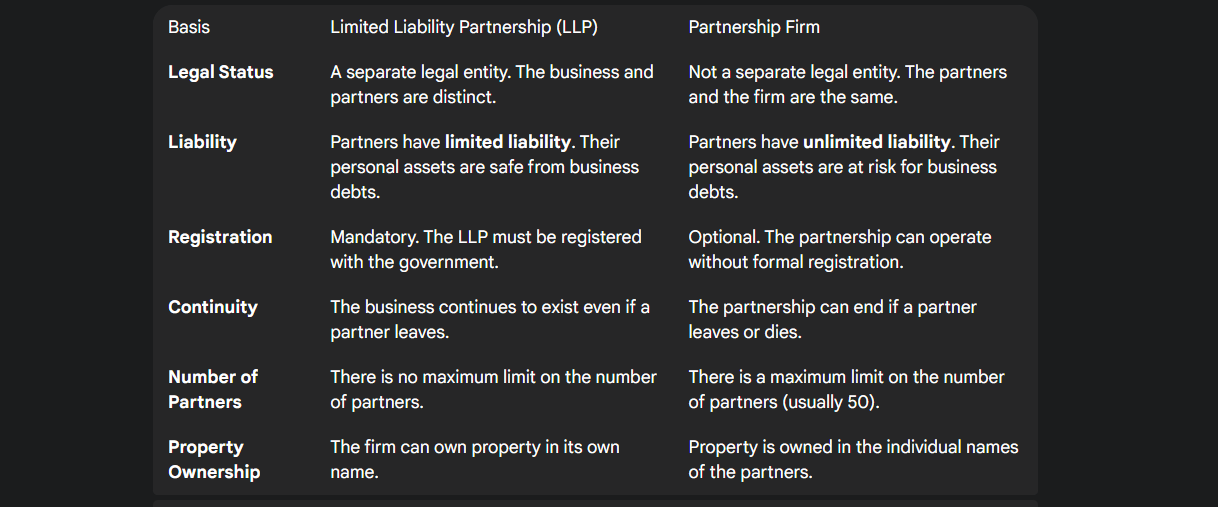 Basis Limited Liability Partnership (LLP) Partnership Firm
Legal Status A separate legal entity. The business and Not a separate legal entity. The partners
partners are distinct. and the firm are the same.
Liability Partners have limited liability. Their Partners have unlimited liability. Their
personal assets are safe from business personal assets are at risk for business
debts. debts.
Registration Mandatory. The LLP must be registered Optional. The partnership can operate
with the government. without formal registration.
Continuity The business continues to exist even if a The partnership can end if a partner
partner leaves. leaves or dies.
Number of There is no maximum limit on the number There is a maximum limit on the number
Partners of partners. of partners (usually 50).
Property The firm can own property in its own Property is owned in the individual names
Ownership name. of the partners.